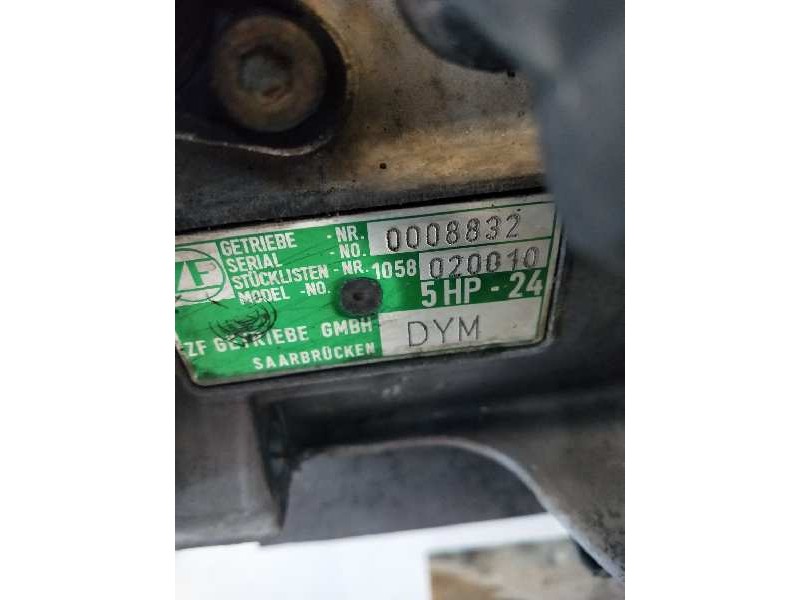 ZF
GETRIEBE -NR. 0008832
SERIAL -NO.
STÜCKLISTEN -NR. 1058 020010
MODEL -NO. 5 HP - 24
ZF GETRIEBE GMBH DYM
SAARBRÜCKEN